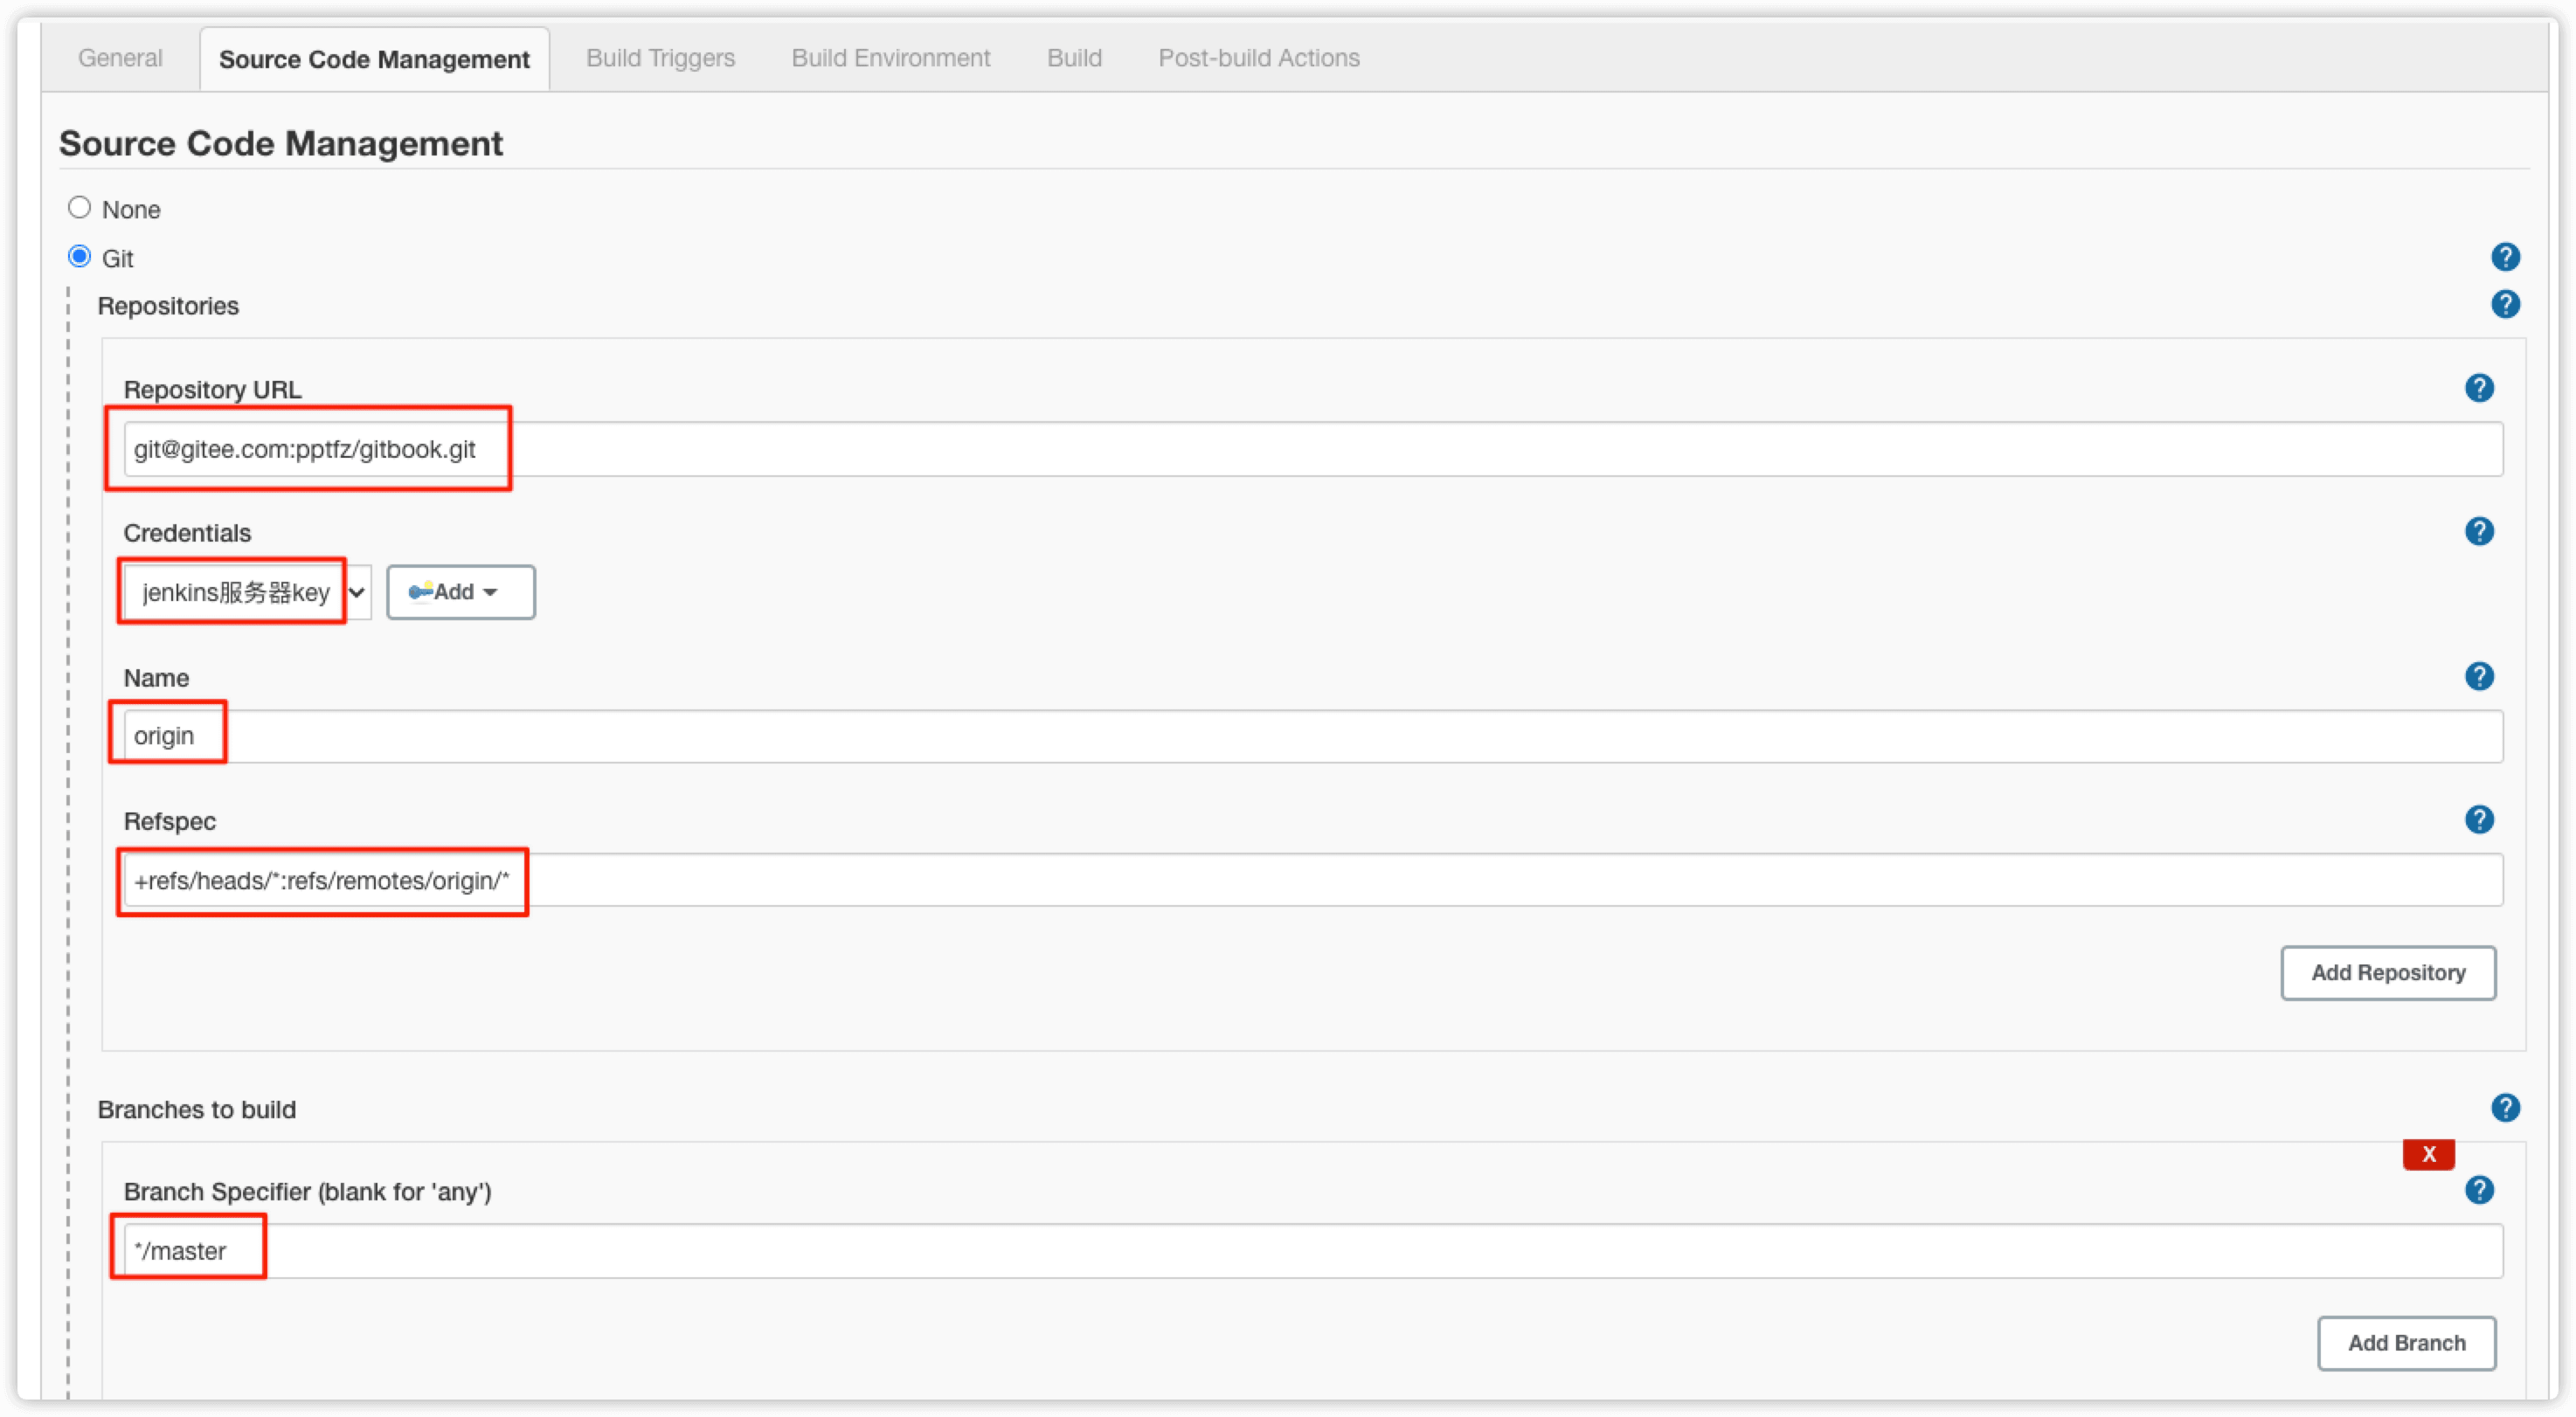 General Source Code Management Build Triggers Build Environment Build Post-build Actions
Source Code Management
None
Git
?
Repositories
?
Repository URL
?
git@gitee.com:pptfz/gitbook.git
Credentials
?
jenkins服务器key
Add
Name
?
origin
Refspec
?
+refs/heads/*:refs/remotes/origin/*
Add Repository
Branches to build
?
X
Branch Specifier (blank for 'any')
?
*/master
Add Branch